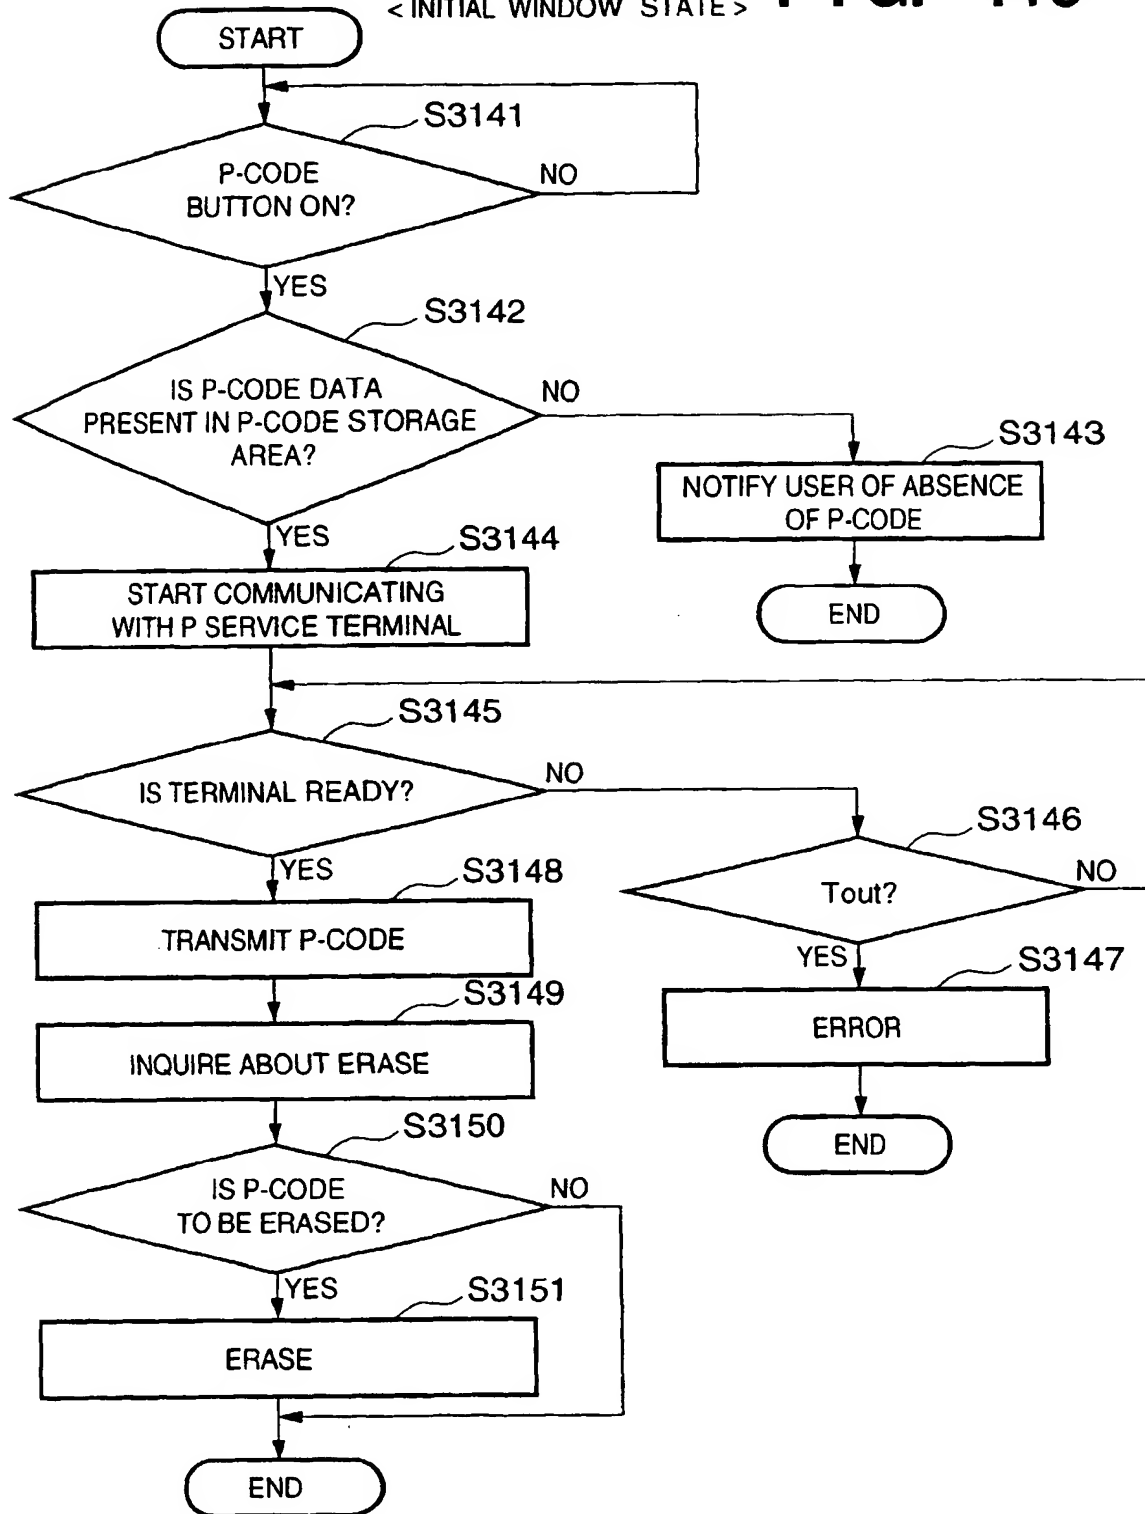 < INITIAL WINDOW STATE >
START
S3141
P-CODE
BUTTON ON?
NO
YES
S3142
IS P-CODE DATA
PRESENT IN P-CODE STORAGE
AREA?
NO
S3143
NOTIFY USER OF ABSENCE
OF P-CODE
YES
S3144
START COMMUNICATING
WITH P SERVICE TERMINAL
END
S3145
IS TERMINAL READY?
NO
S3146
Tout?
NO
YES
S3148
TRANSMIT P-CODE
YES
S3147
ERROR
S3149
INQUIRE ABOUT ERASE
END
S3150
IS P-CODE
TO BE ERASED?
NO
YES
S3151
ERASE
END